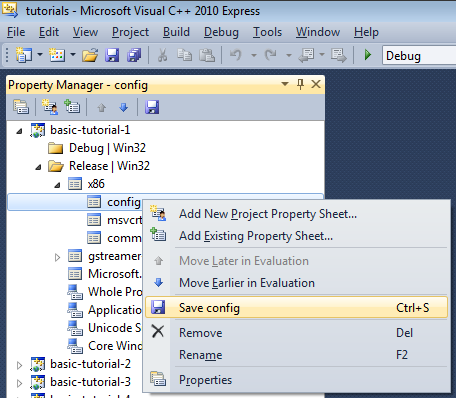 tutorials - Microsoft Visual C++ 2010 Express
File Edit View Project Build Debug Tools Window Help
Debug
Property Manager - config
basic-tutorial-1
Debug | Win32
Release | Win32
x86
config
msvcrt
comm
gstreamer
Microsoft.
Whole Pro
Application
Unicode S
Core Wind
basic-tutorial-2
basic-tutorial-3
Add New Project Property Sheet...
Add Existing Property Sheet...
Move Later in Evaluation
Move Earlier in Evaluation
Save config Ctrl+S
Remove Del
Rename F2
Properties